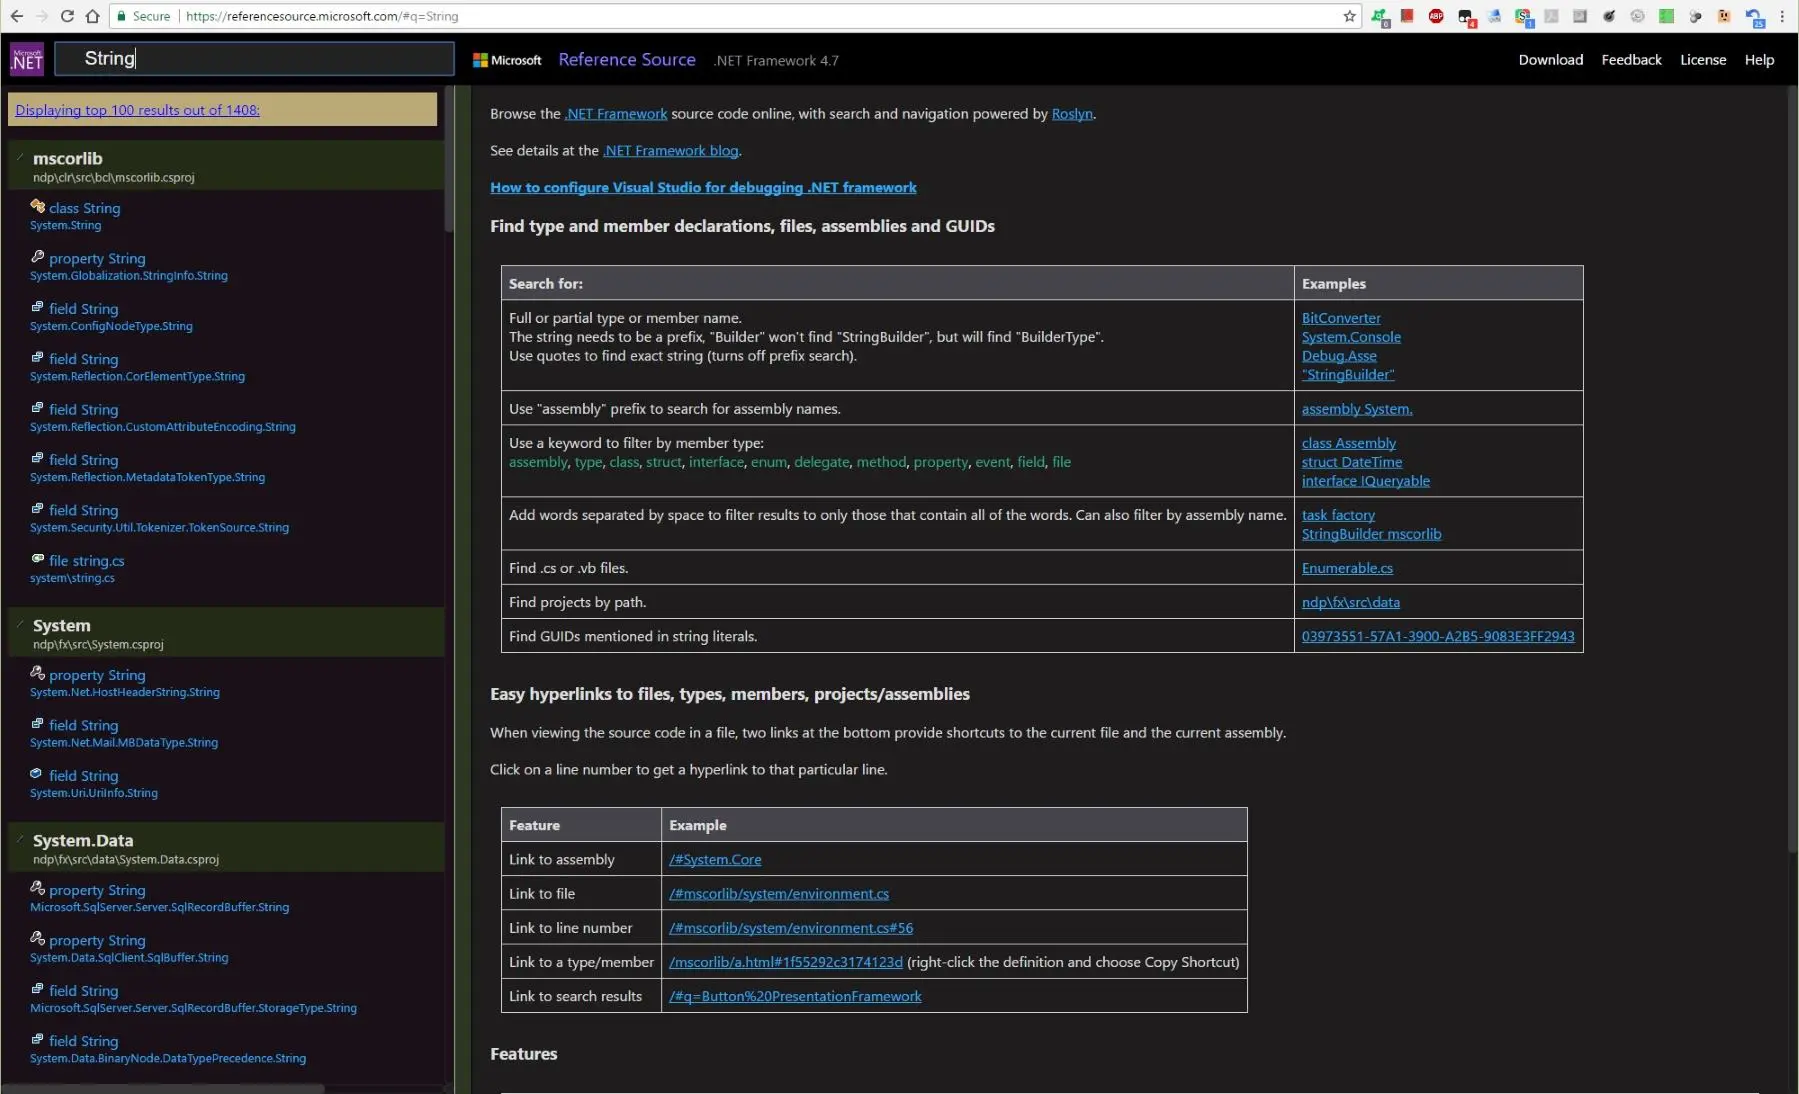 Secure
https://referencesource.microsoft.com/#q=String
Microsoft
.NET
String
Microsoft
Reference Source
.NET Framework 4.7
Download
Feedback
License
Help
Displaying top 100 results out of 1408:
mscorlib
ndp\clr\src\bcl\mscorlib.csproj
class String
System.String
property String
System.Globalization.StringInfo.String
field String
System.ConfigNodeType.String
field String
System.Reflection.CorElementType.String
field String
System.Reflection.CustomAttributeEncoding.String
field String
System.Reflection.MetadataTokenType.String
field String
System.Security.Util.Tokenizer.TokenSource.String
file string.cs
system\string.cs
System
ndp\fx\src\System.csproj
property String
System.Net.HostHeaderString.String
field String
System.Net.Mail.MBDataType.String
field String
System.Uri.UriInfo.String
System.Data
ndp\fx\src\data\System.Data.csproj
property String
Microsoft.SqlServer.Server.SqlRecordBuffer.String
property String
System.Data.SqlClient.SqlBuffer.String
field String
Microsoft.SqlServer.Server.SqlRecordBuffer.StorageType.String
field String
System.Data.BinaryNode.DataTypePrecedence.String
Browse the .NET Framework source code online, with search and navigation powered by Roslyn.
See details at the .NET Framework blog.
How to configure Visual Studio for debugging .NET framework
Find type and member declarations, files, assemblies and GUIDs
Search for:
Examples
Full or partial type or member name.
The string needs to be a prefix, "Builder" won't find "StringBuilder", but will find "BuilderType".
Use quotes to find exact string (turns off prefix search).
BitConverter
System.Console
Debug.Asse
"StringBuilder"
Use "assembly" prefix to search for assembly names.
assembly System.
Use a keyword to filter by member type:
assembly, type, class, struct, interface, enum, delegate, method, property, event, field, file
class Assembly
struct DateTime
interface IQueryable
Add words separated by space to filter results to only those that contain all of the words. Can also filter by assembly name.
task factory
StringBuilder mscorlib
Find .cs or .vb files.
Enumerable.cs
Find projects by path.
ndp\fx\src\data
Find GUIDs mentioned in string literals.
03973551-57A1-3900-A2B5-9083E3FF2943
Easy hyperlinks to files, types, members, projects/assemblies
When viewing the source code in a file, two links at the bottom provide shortcuts to the current file and the current assembly.
Click on a line number to get a hyperlink to that particular line.
Feature
Example
Link to assembly
/#System.Core
Link to file
/#mscorlib/system/environment.cs
Link to line number
/#mscorlib/system/environment.cs#56
Link to a type/member
/mscorlib/a.html#1f55292c3174123d (right-click the definition and choose Copy Shortcut)
Link to search results
/#q=Button%20PresentationFramework
Features